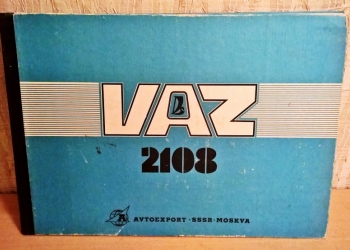 VAZ
2108
AVTOEXPORT · SSSR · MOSKVA